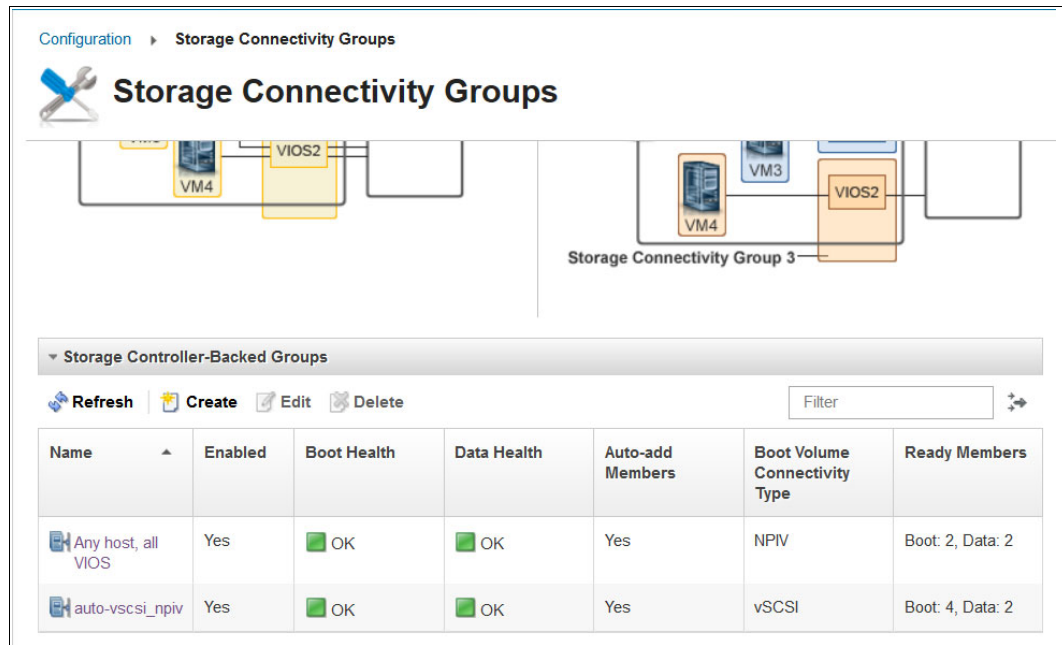 Configuration ▸ Storage Connectivity Groups
Storage Connectivity Groups
VIOS2
VM4
VM3
VIOS2
VM4
Storage Connectivity Group 3
Storage Controller-Backed Groups
Refresh Create Edit Delete Filter
Name Enabled Boot Health Data Health Auto-add Members Boot Volume Connectivity Type Ready Members
Any host, all VIOS Yes OK OK Yes NPIV Boot: 2, Data: 2
auto-vscsi_npiv Yes OK OK Yes vSCSI Boot: 4, Data: 2